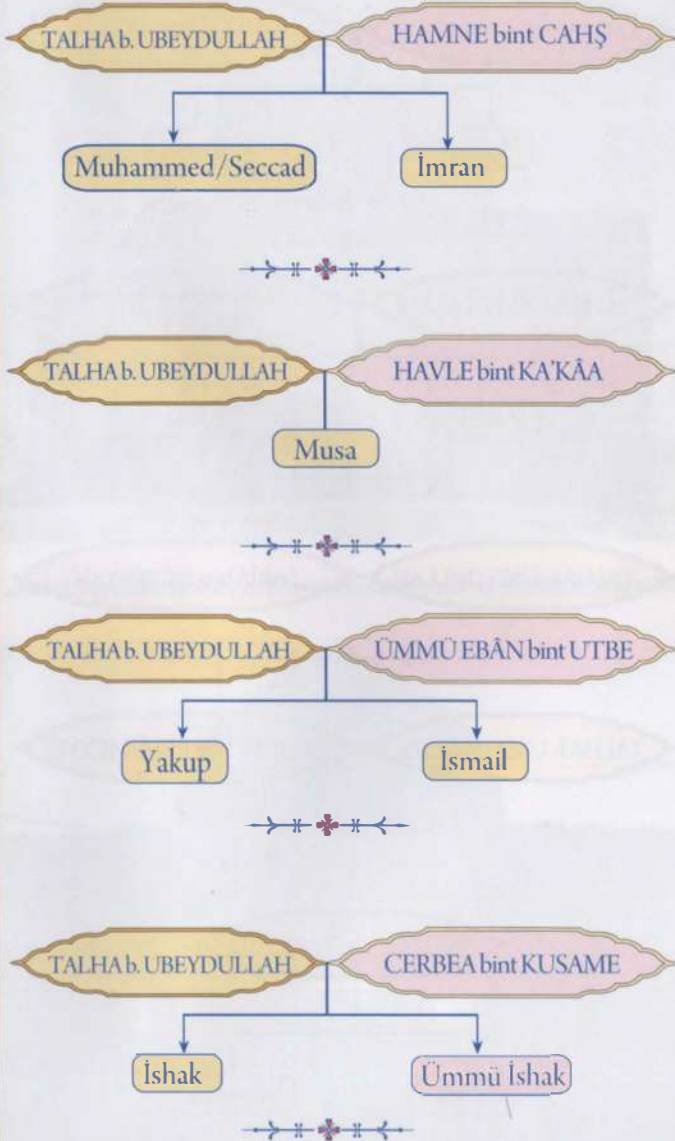 TALHA b. UBEYDULLAH HAMNE bint CAHŞ
Muhammed/Seccad İmran
TALHA b. UBEYDULLAH HAVLE bint KA'KÂA
Musa
TALHA b. UBEYDULLAH ÜMMÜ EBÂN bint UTBE
Yakup İsmail
TALHA b. UBEYDULLAH CERBEA bint KUSAME
İshak Ümmü İshak